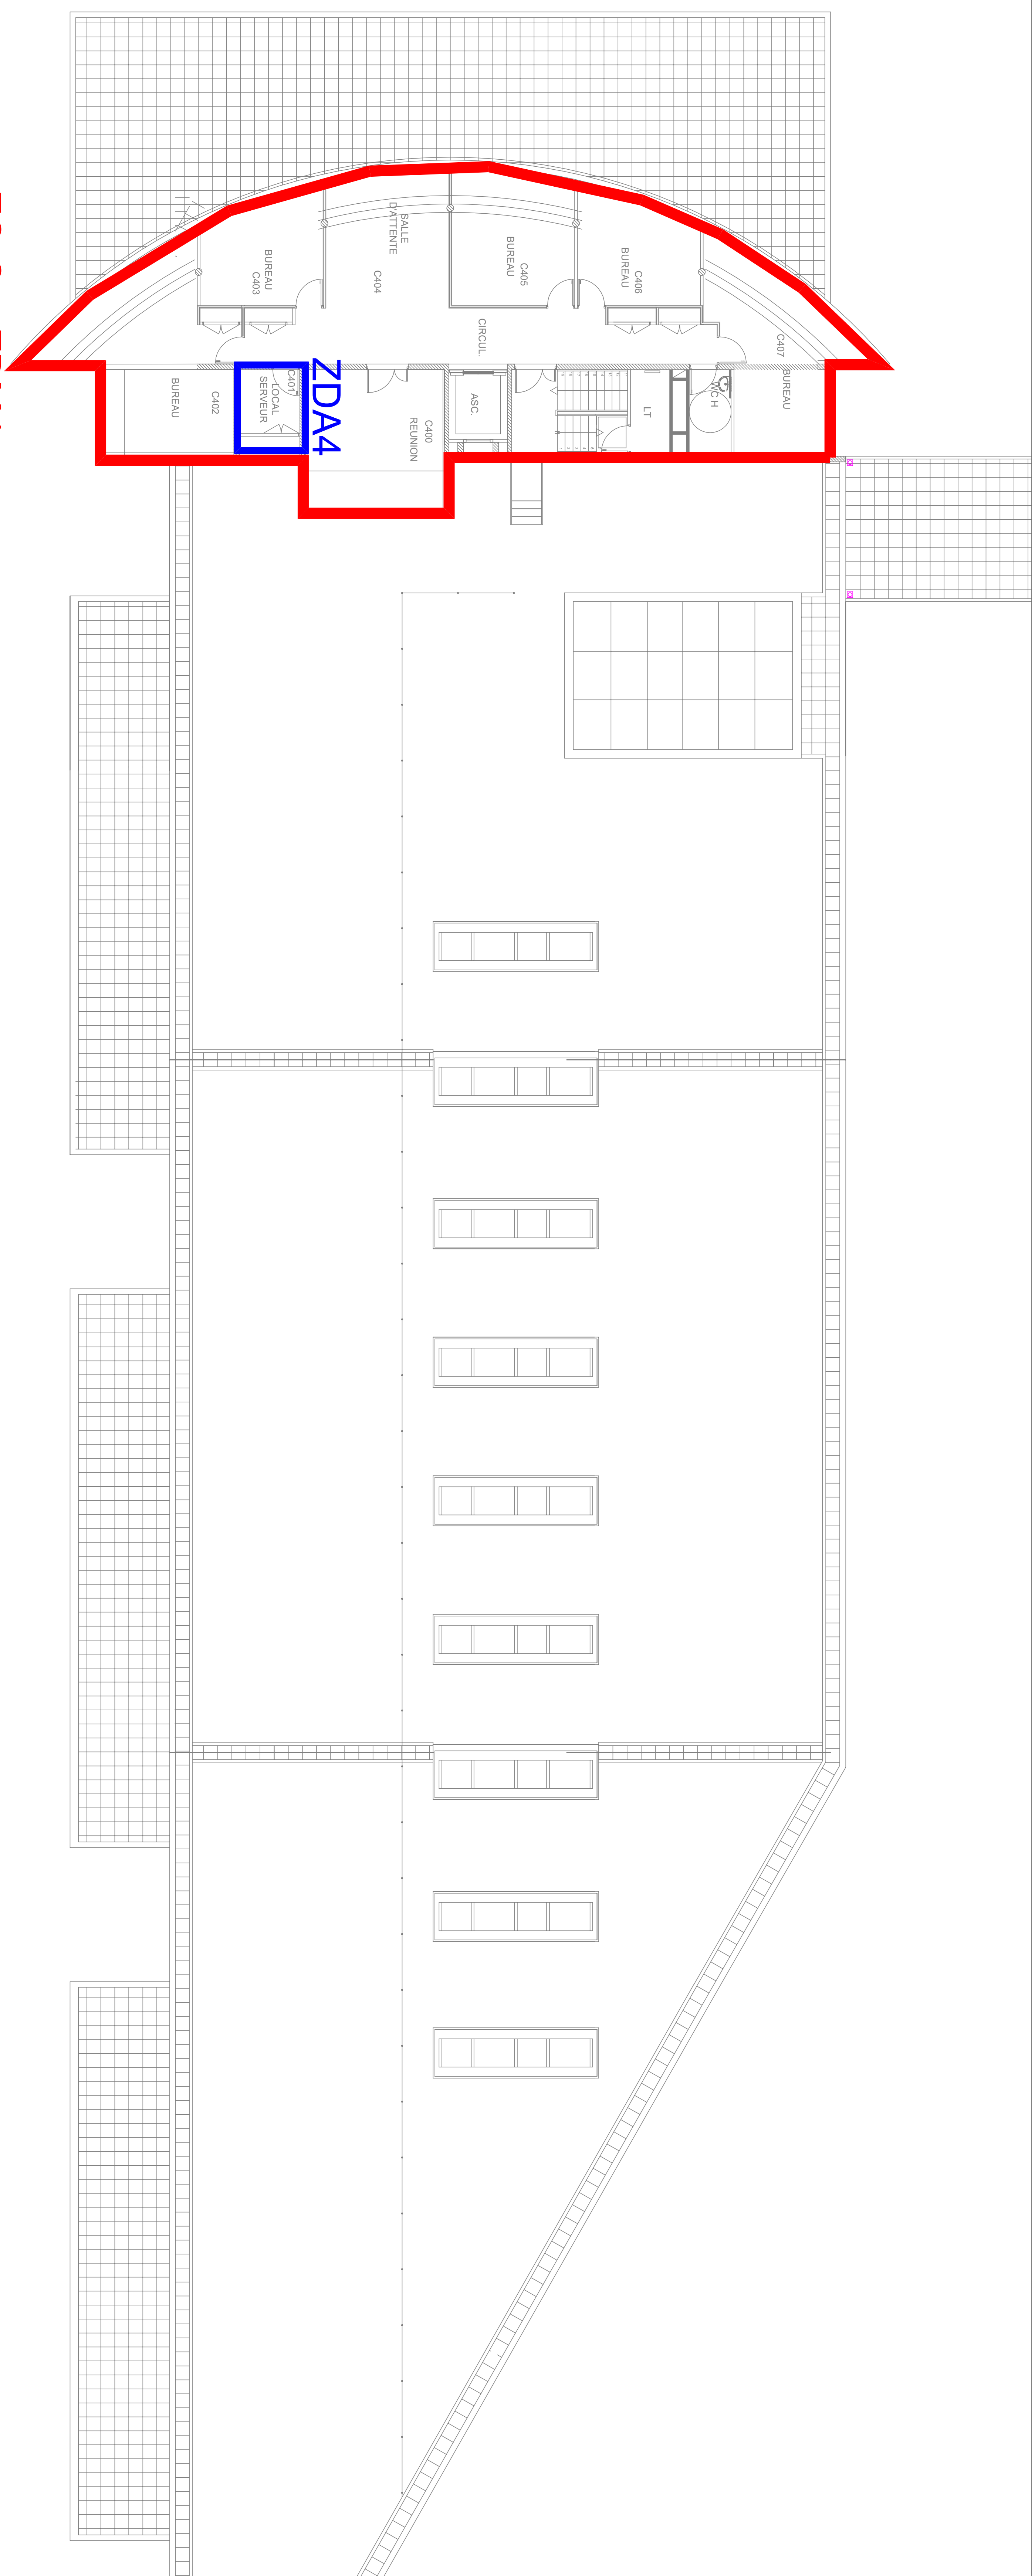 BUREAU
C403
SALLE
D'ATTENTE
C404
C405
BUREAU
C406
BUREAU
C407
BUREAU
CIRCUL.
BUREAU
C402
C401
LOCAL
SERVEUR
ZDA4
C400
REUNION
ASC.
LT
WC H